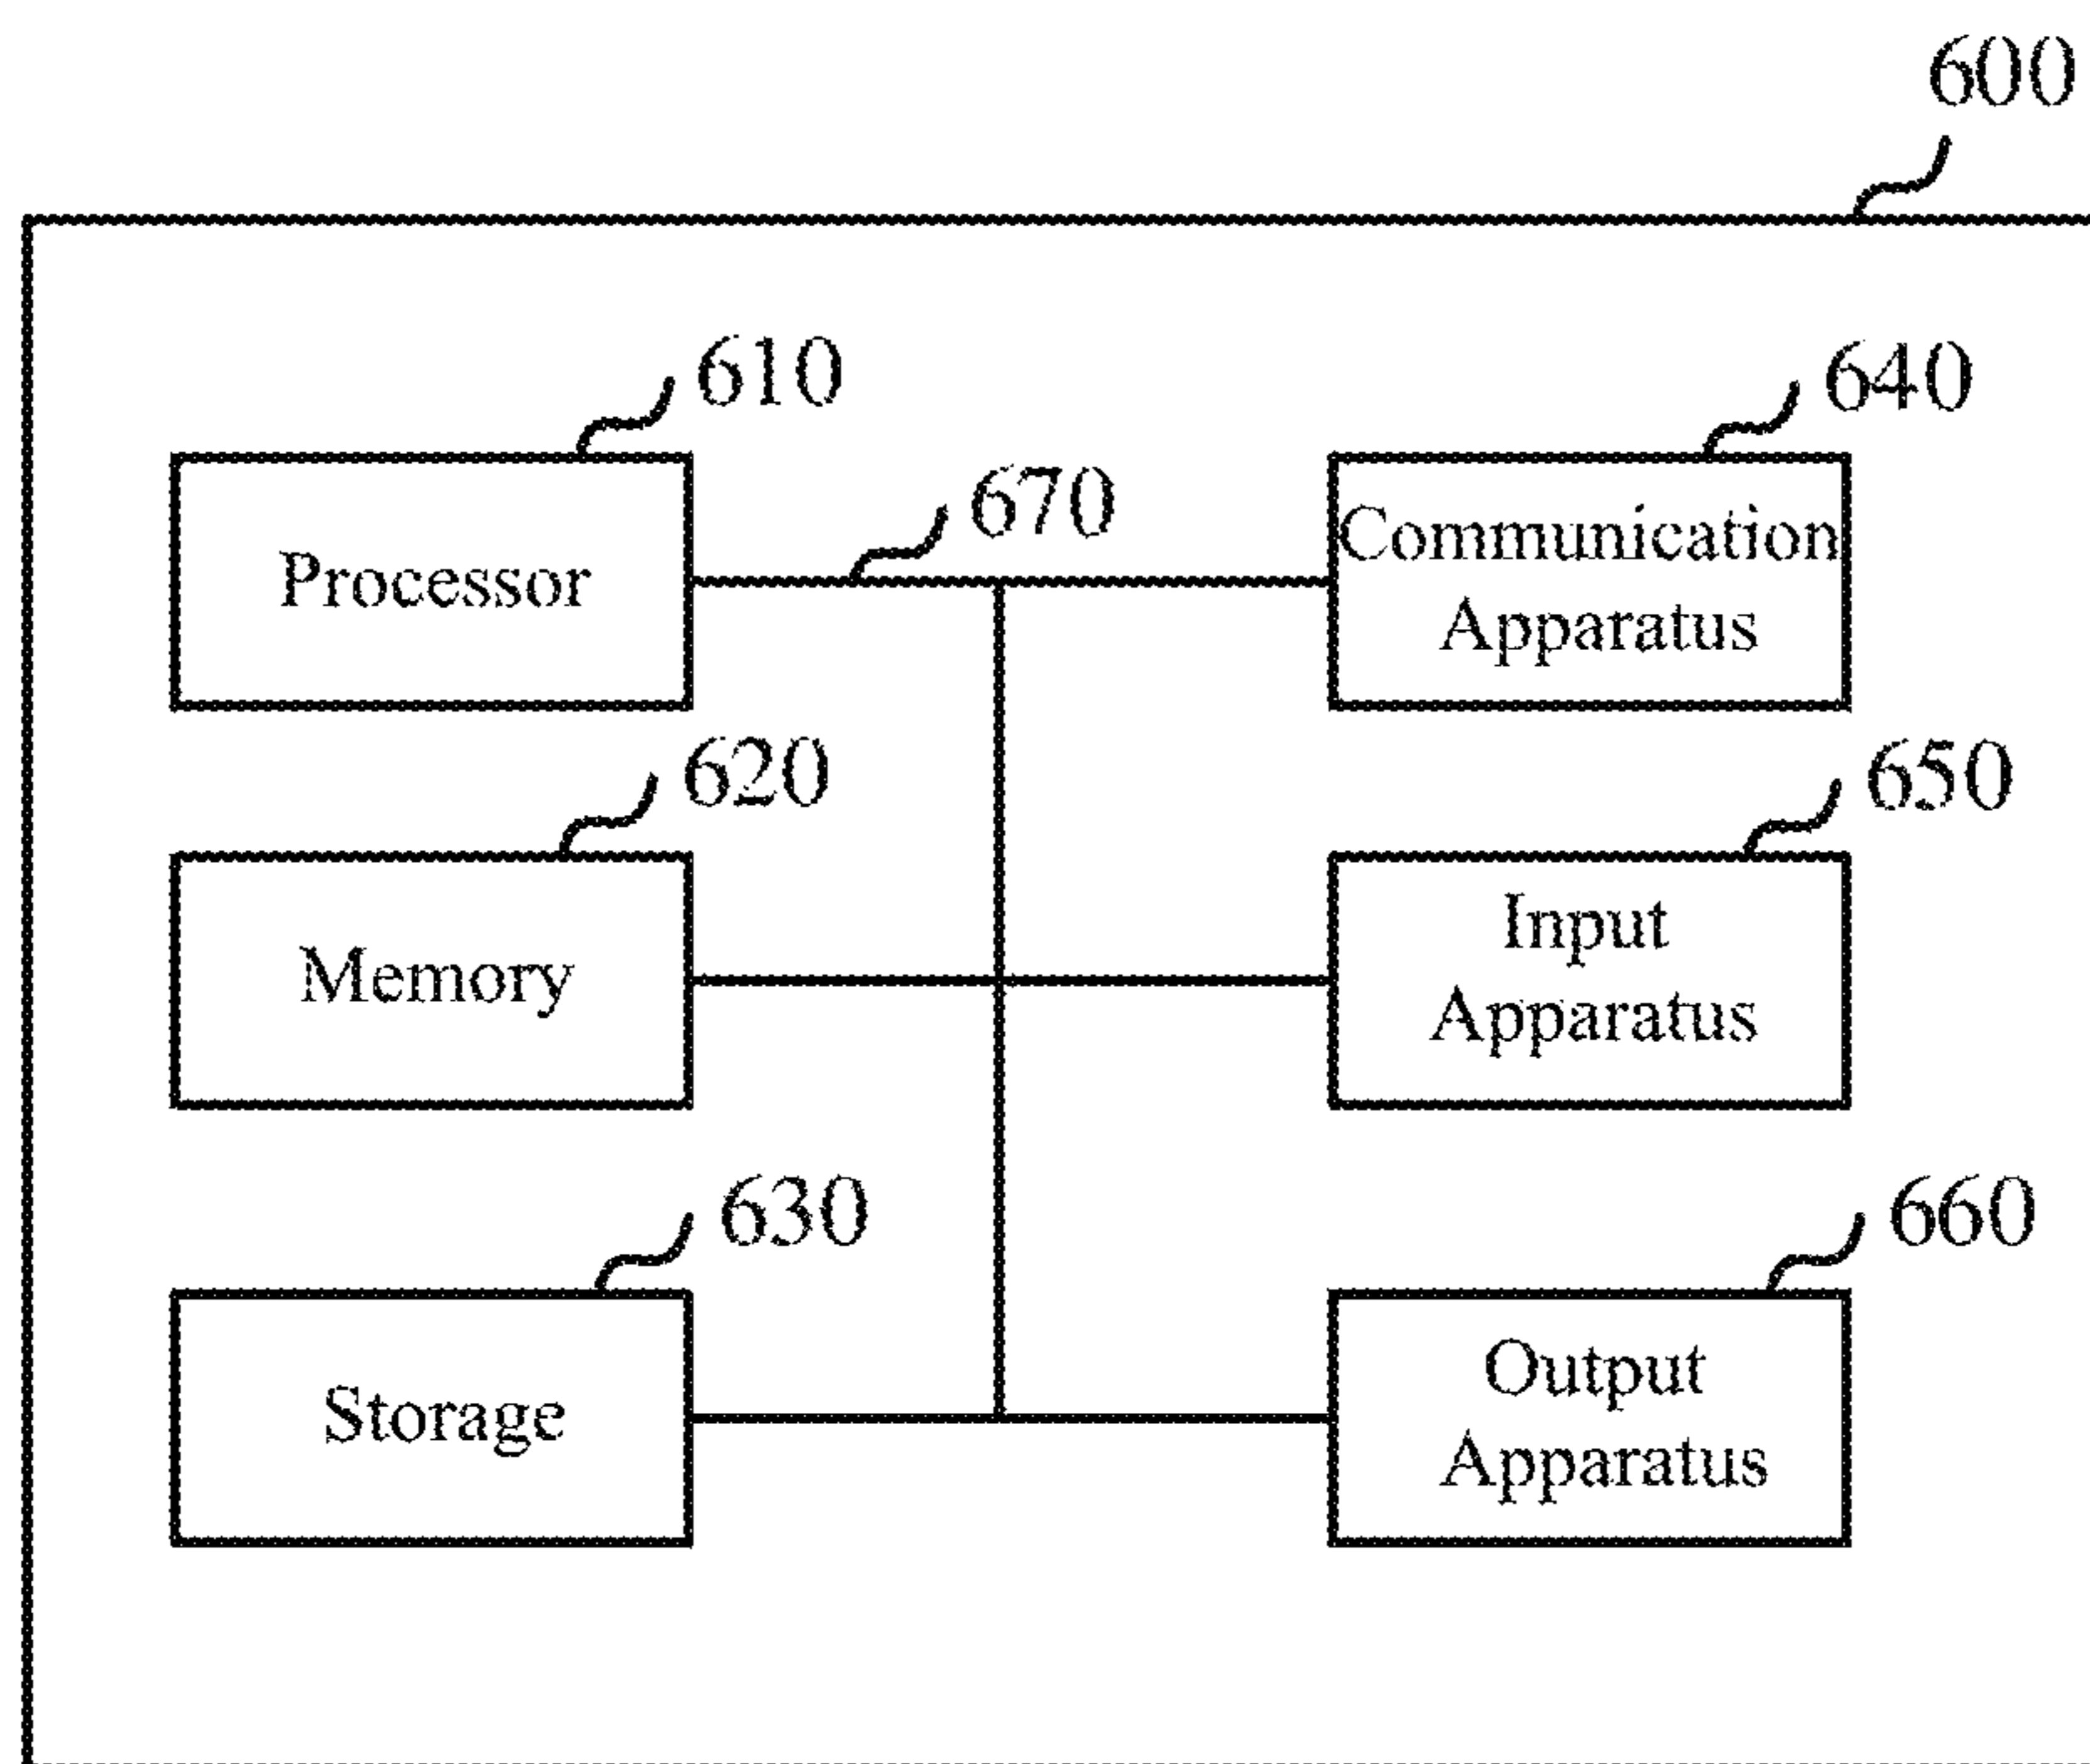 600
610
640
670
Processor
Communication
Apparatus
620
650
Memory
Input
Apparatus
630
660
Storage
Output
Apparatus